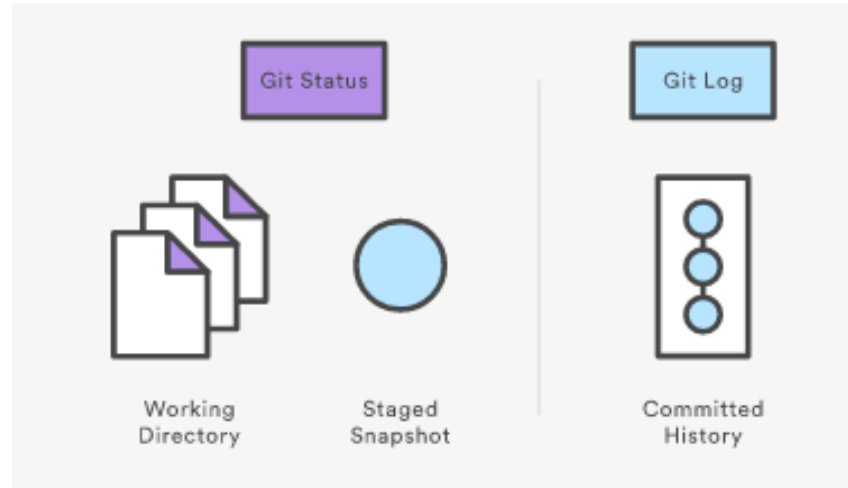 Git Status
Git Log
Working
Directory
Staged
Snapshot
Committed
History